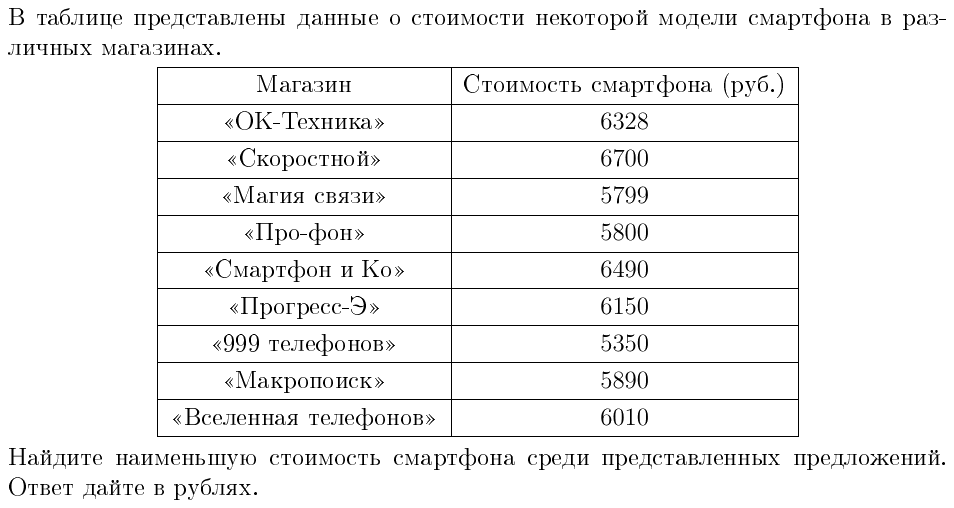 В таблице представлены данные о стоимости некоторой модели смартфона в раз-
личных магазинах.
Магазин Стоимость смартфона (руб.)
«ОК-Техника» 6328
«Скоростной» 6700
«Магия связи» 5799
«Про-фон» 5800
«Смартфон и Ко» 6490
«Прогресс-Э» 6150
«999 телефонов» 5350
«Макропоиск» 5890
«Вселенная телефонов» 6010
Найдите наименьшую стоимость смартфона среди представленных предложений.
Ответ дайте в рублях.